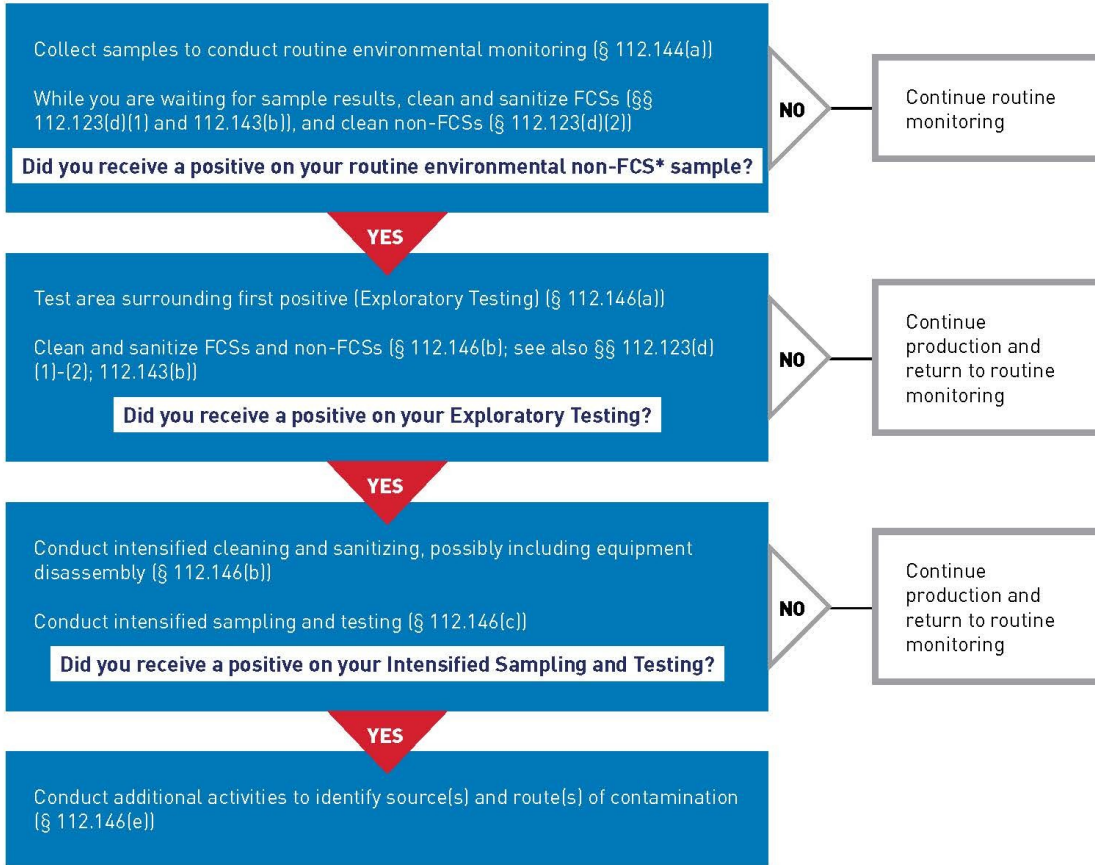 Collect samples to conduct routine environmental monitoring (§ 112.144(a))
While you are waiting for sample results, clean and sanitize FCSs (§§
112.123(d)(1) and 112.143(b)), and clean non-FCSs (§ 112.123(d)(2))
Did you receive a positive on your routine environmental non-FCS* sample?
NO
Continue routine
monitoring
YES
Test area surrounding first positive (Exploratory Testing) (§ 112.146(a))
Clean and sanitize FCSs and non-FCSs (§ 112.146(b); see also §§ 112.123(d)
(1)-(2); 112.143(b))
Did you receive a positive on your Exploratory Testing?
NO
Continue
production and
return to routine
monitoring
YES
Conduct intensified cleaning and sanitizing, possibly including equipment
disassembly (§ 112.146(b))
Conduct intensified sampling and testing (§ 112.146(c))
Did you receive a positive on your Intensified Sampling and Testing?
NO
Continue
production and
return to routine
monitoring
YES
Conduct additional activities to identify source(s) and route(s) of contamination
(§ 112.146(e))